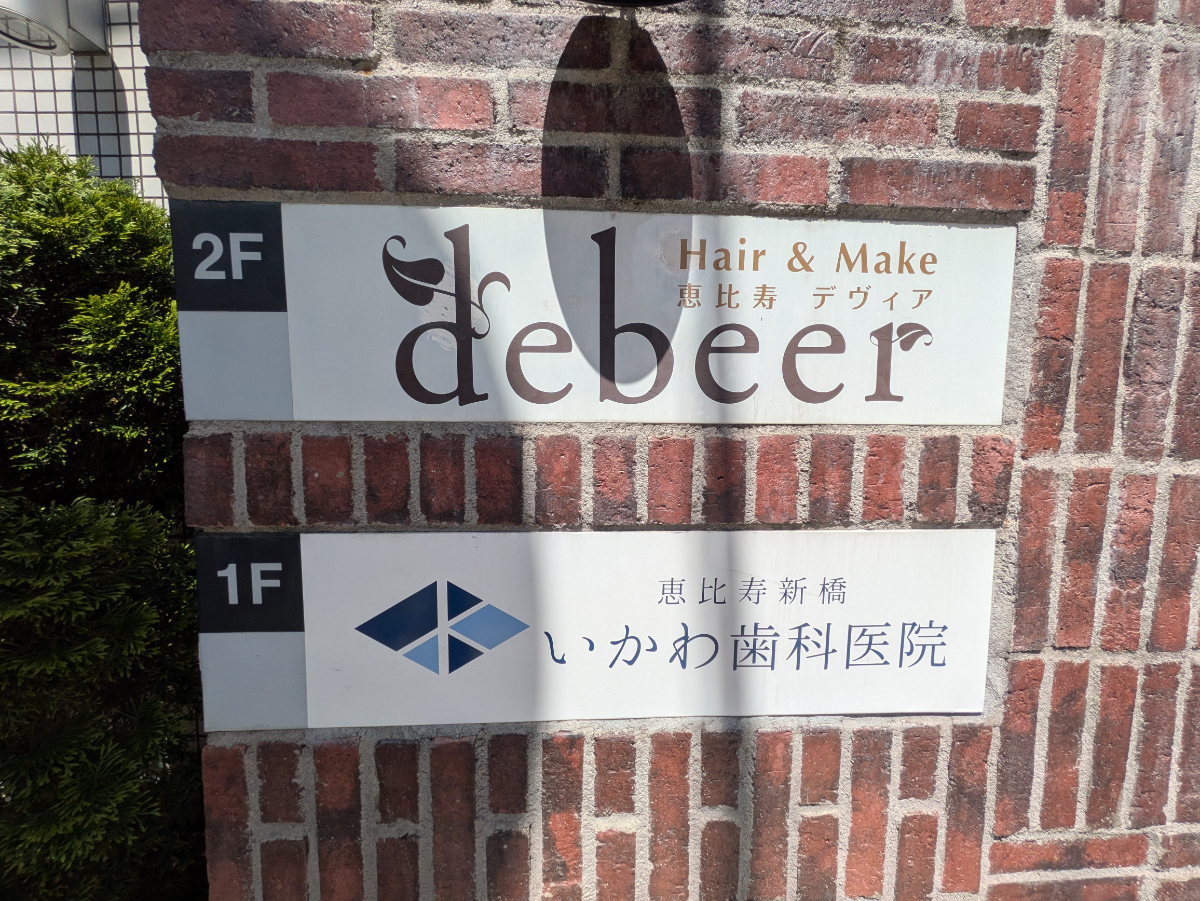 2F
Hair & Make
恵比寿 デヴィア
debeer
1F
恵比寿新橋
いかわ歯科医院